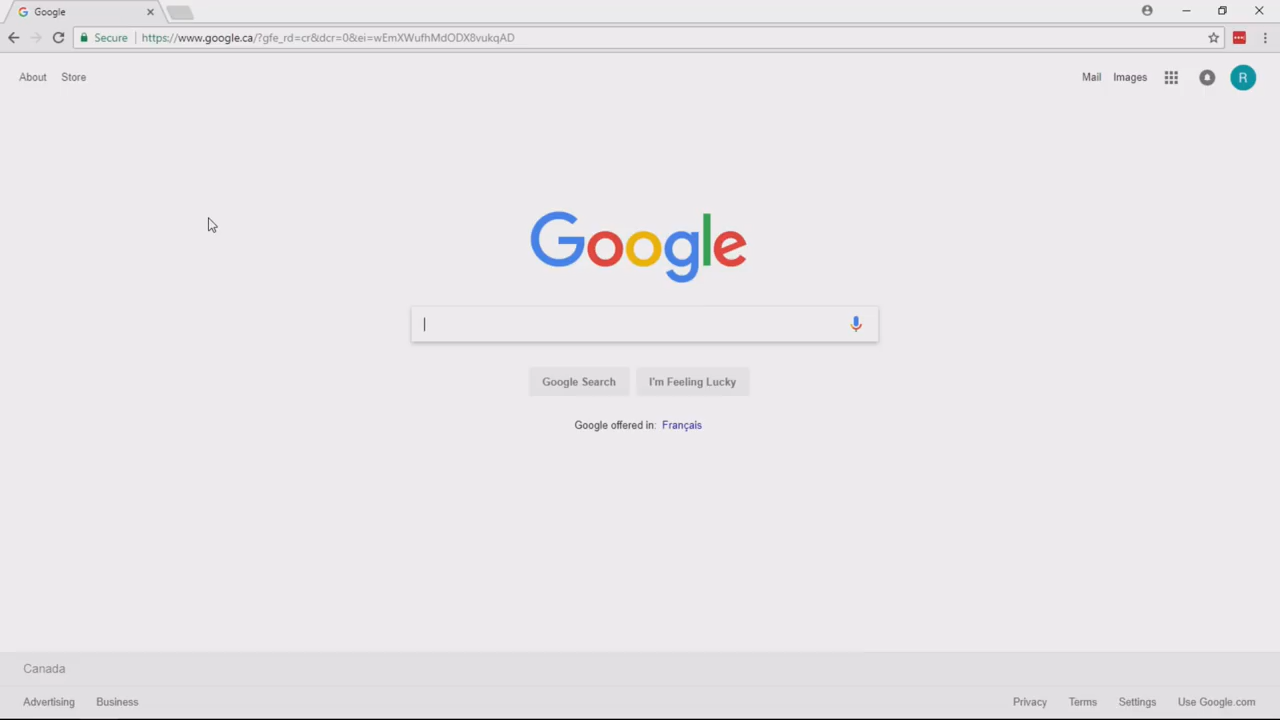 Google
Secure https://www.google.ca/?gfe_rd=cr&dcr=0&ei=wEmXWufhMdODX8vukqAD
About Store Mail Images R
Google
Google Search I'm Feeling Lucky
Google offered in: Français
Canada
Advertising Business Privacy Terms Settings Use Google.com